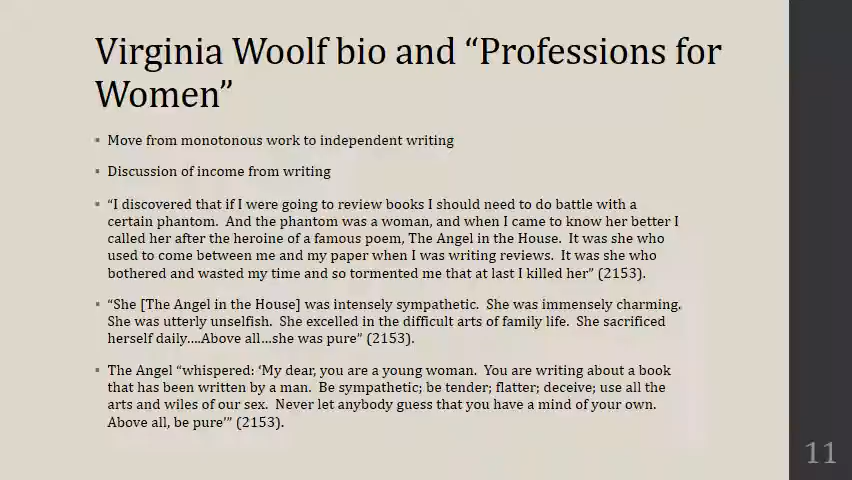 Virginia Woolf bio and “Professions for
Women”
▪ Move from monotonous work to independent writing
▪ Discussion of income from writing
▪ “I discovered that if I were going to review books I should need to do battle with a
certain phantom.  And the phantom was a woman, and when I came to know her better I
called her after the heroine of a famous poem, The Angel in the House.  It was she who
used to come between me and my paper when I was writing reviews.  It was she who
bothered and wasted my time and so tormented me that at last I killed her” (2153).
▪ “She [The Angel in the House] was intensely sympathetic.  She was immensely charming.
She was utterly unselfish.  She excelled in the difficult arts of family life.  She sacrificed
herself daily….Above all…she was pure” (2153).
▪ The Angel “whispered: ‘My dear, you are a young woman.  You are writing about a book
that has been written by a man.  Be sympathetic; be tender; flatter; deceive; use all the
arts and wiles of our sex.  Never let anybody guess that you have a mind of your own.
Above all, be pure’” (2153).
11